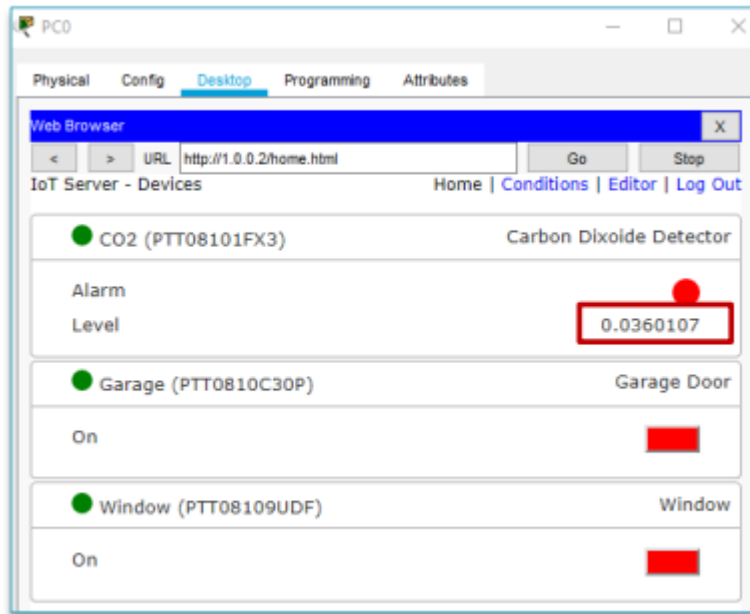 PC0
Physical Config Desktop Programming Attributes
Web Browser X
< > URL http://1.0.0.2/home.html Go Stop
IoT Server - Devices Home | Conditions | Editor | Log Out
CO2 (PTT08101FX3) Carbon Dixoide Detector
Alarm
Level 0.0360107
Garage (PTT0810C30P) Garage Door
On
Window (PTT08109UDF) Window
On